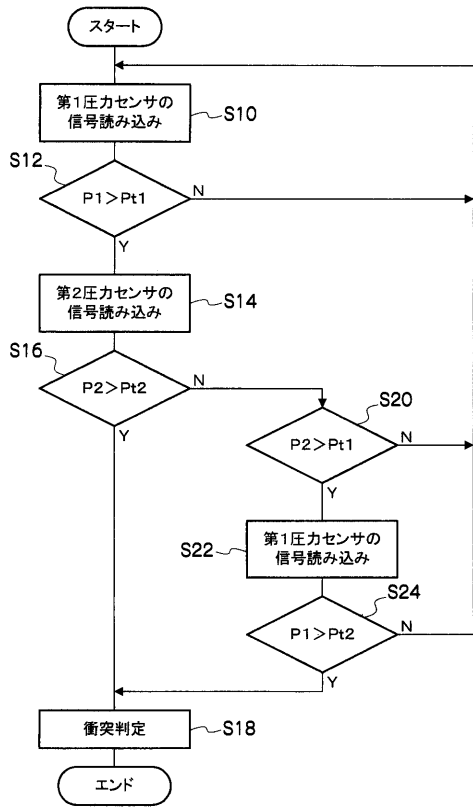 スタート
第1圧力センサの
信号読み込み
S10
S12
P1>Pt1
N
Y
第2圧力センサの
信号読み込み
S14
S16
P2>Pt2
N
Y
S20
P2>Pt1
N
Y
S22
第1圧力センサの
信号読み込み
S24
P1>Pt2
N
Y
衝突判定
S18
エンド